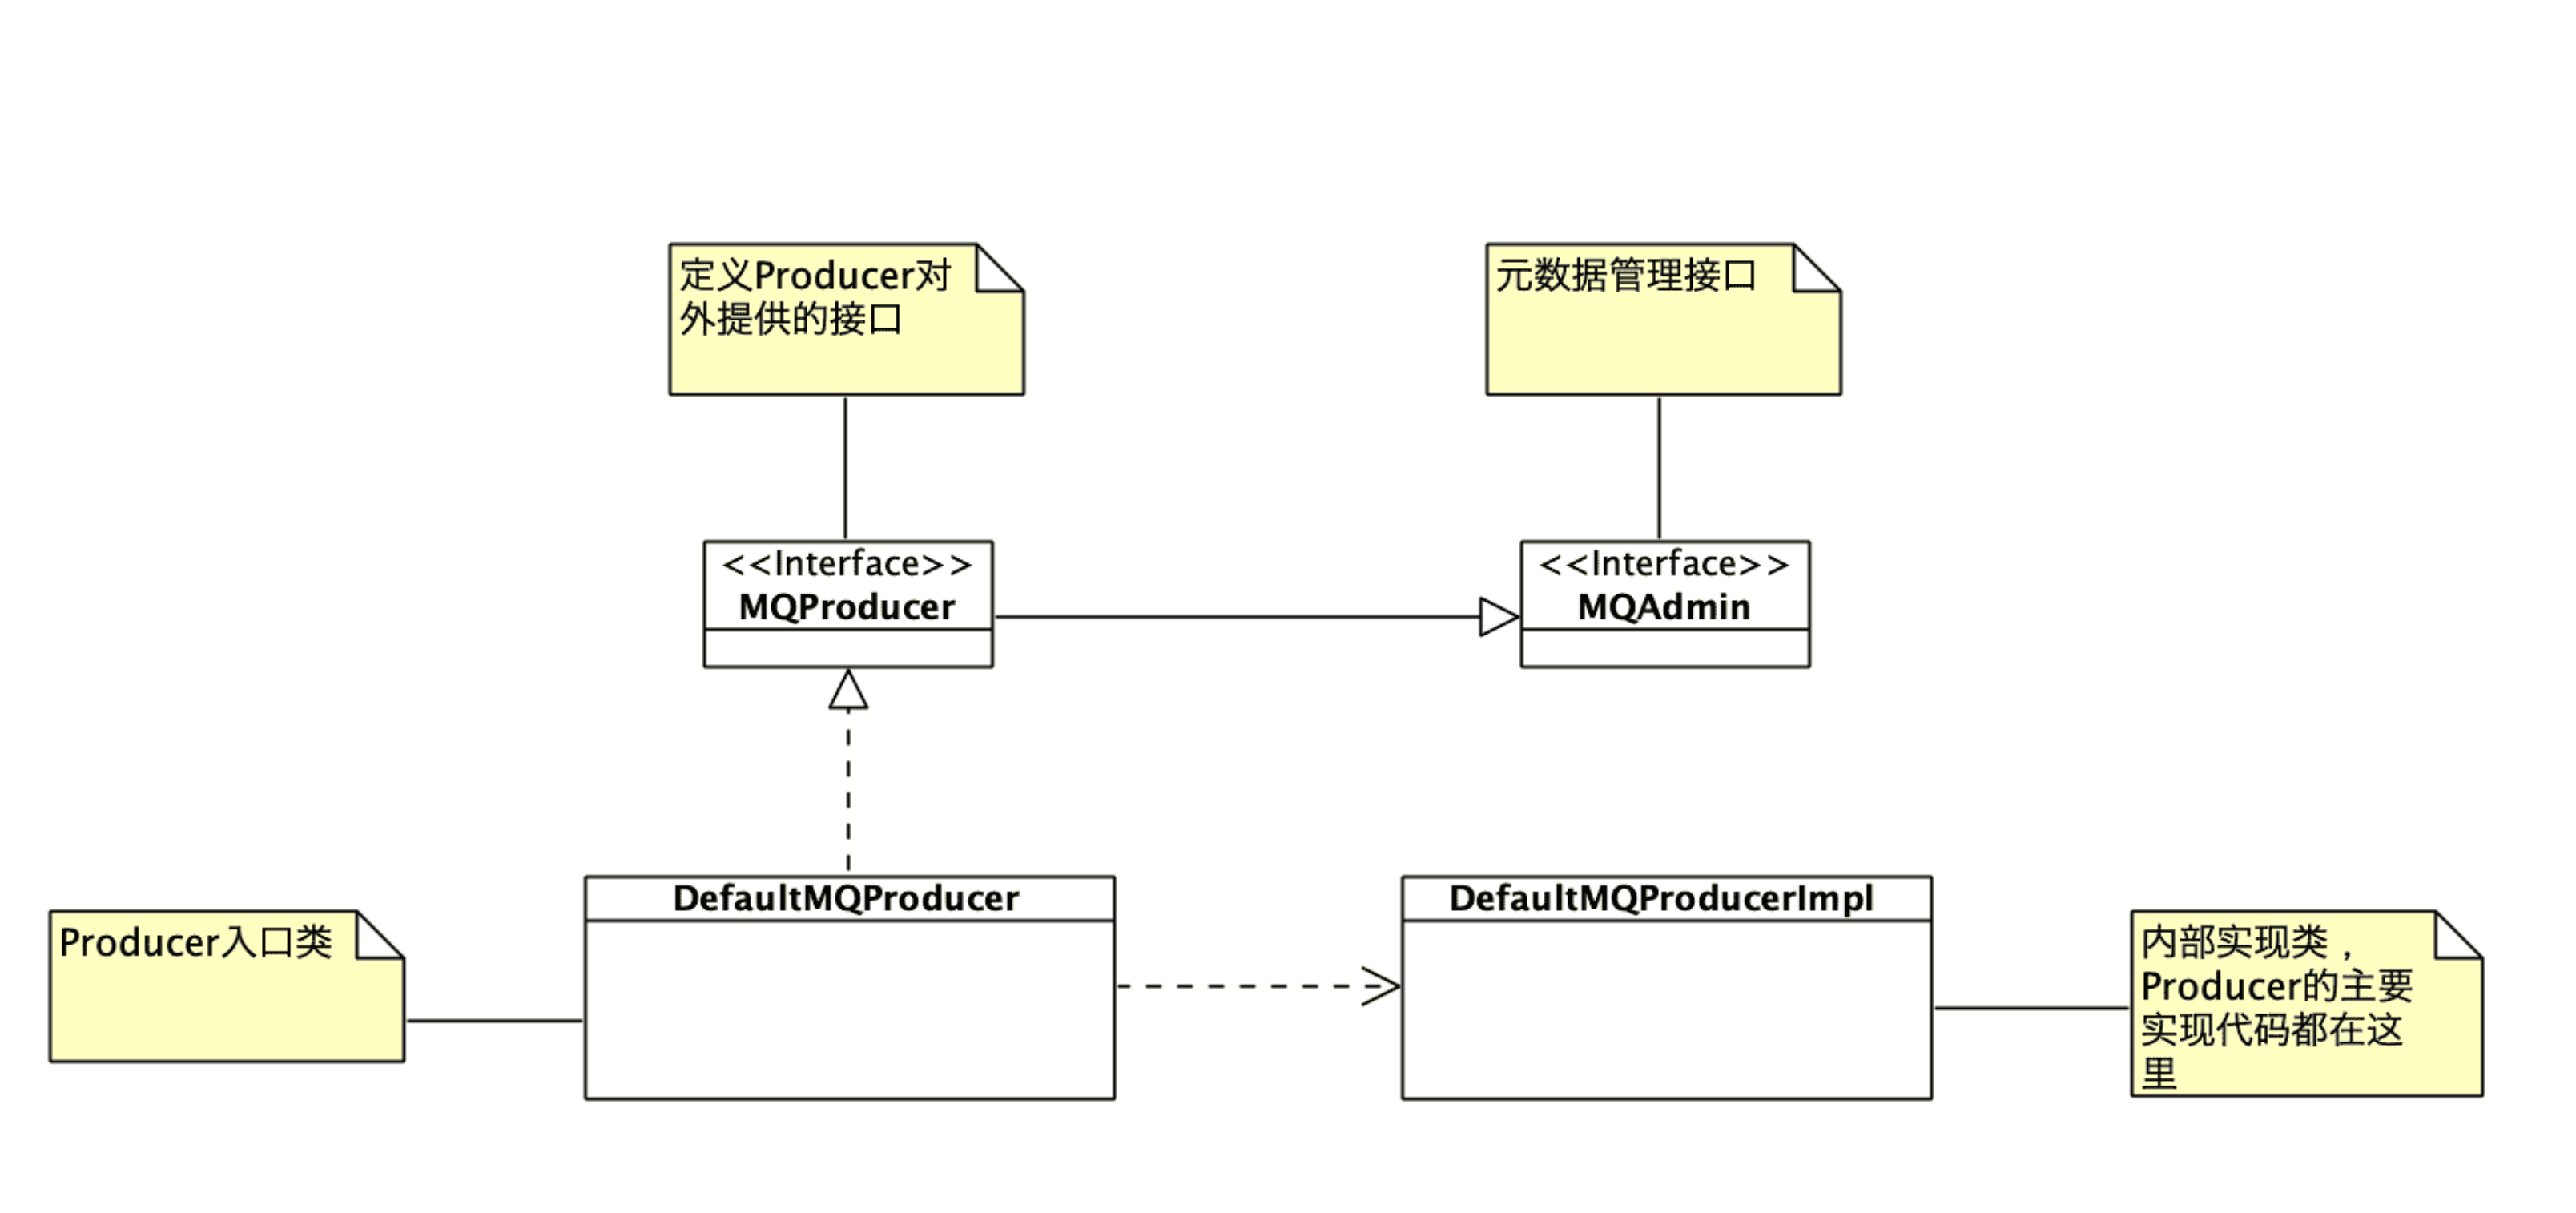 定义Producer对
外提供的接口
元数据管理接口
<<Interface>>
MQProducer
<<Interface>>
MQAdmin
Producer入口类
DefaultMQProducer
DefaultMQProducerImpl
内部实现类，
Producer的主要
实现代码都在这
里